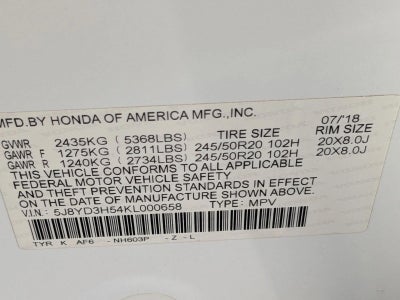 MFD.BY HONDA OF AMERICA MFG.,INC.
07/'18
GVWR 2435KG ( 5368LBS) TIRE SIZE RIM SIZE
GAWR F 1275KG ( 2811LBS) 245/50R20 102H 20X8.0J
GAWR R 1240KG ( 2734LBS) 245/50R20 102H 20X8.0J
THIS VEHICLE CONFORMS TO ALL APPLICABLE
FEDERAL MOTOR VEHICLE SAFETY
AND THEFT PREVENTION STANDARDS IN EFFECT
ON THE DATE OF MANUFACTURE SHOWN ABOVE.
V.I.N.: 5J8YD3H54KL000658 TYPE: MPV
TYR K AF6 - NH603P - Z - L